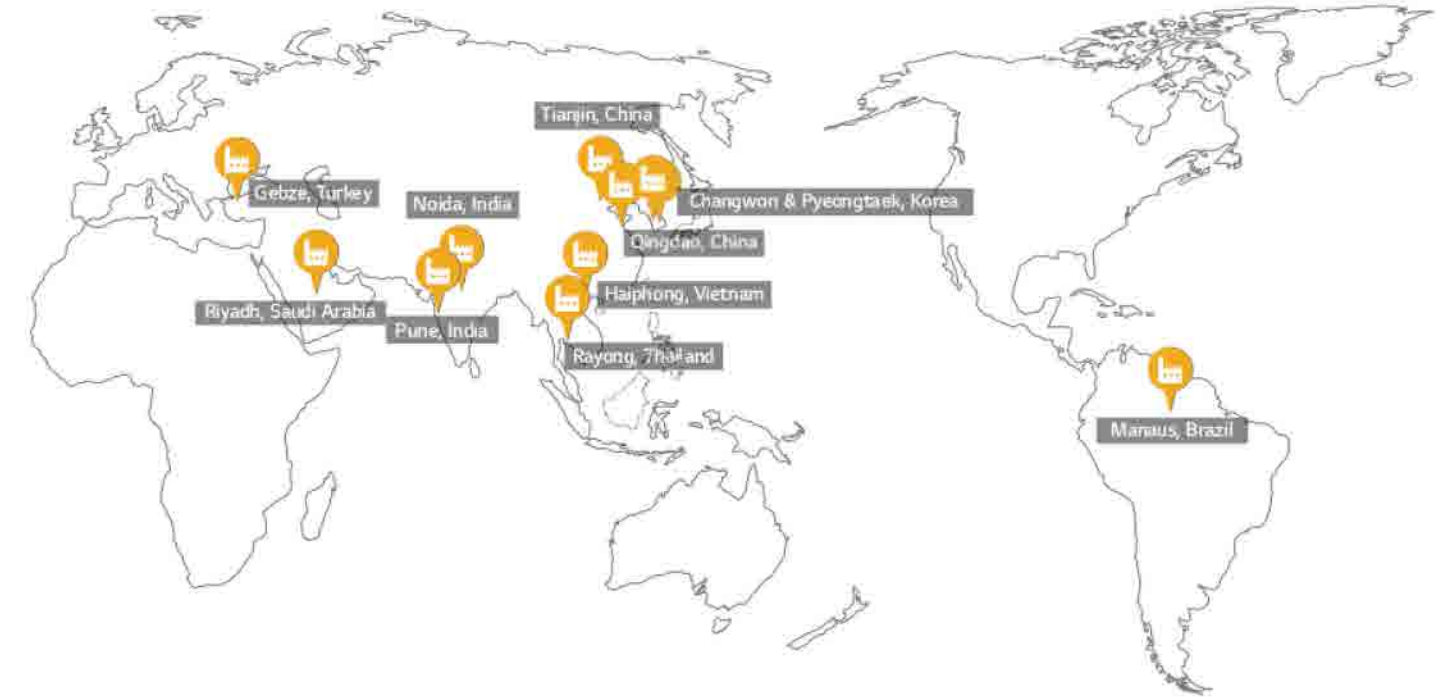 Tianjin, China
Gebze, Turkey
Noida, India
Changwon & Pyeongtaek, Korea
Qingdao, China
Haiphong, Vietnam
Riyadh, Saudi Arabia
Pune, India
Rayong, Thailand
Manaus, Brazil